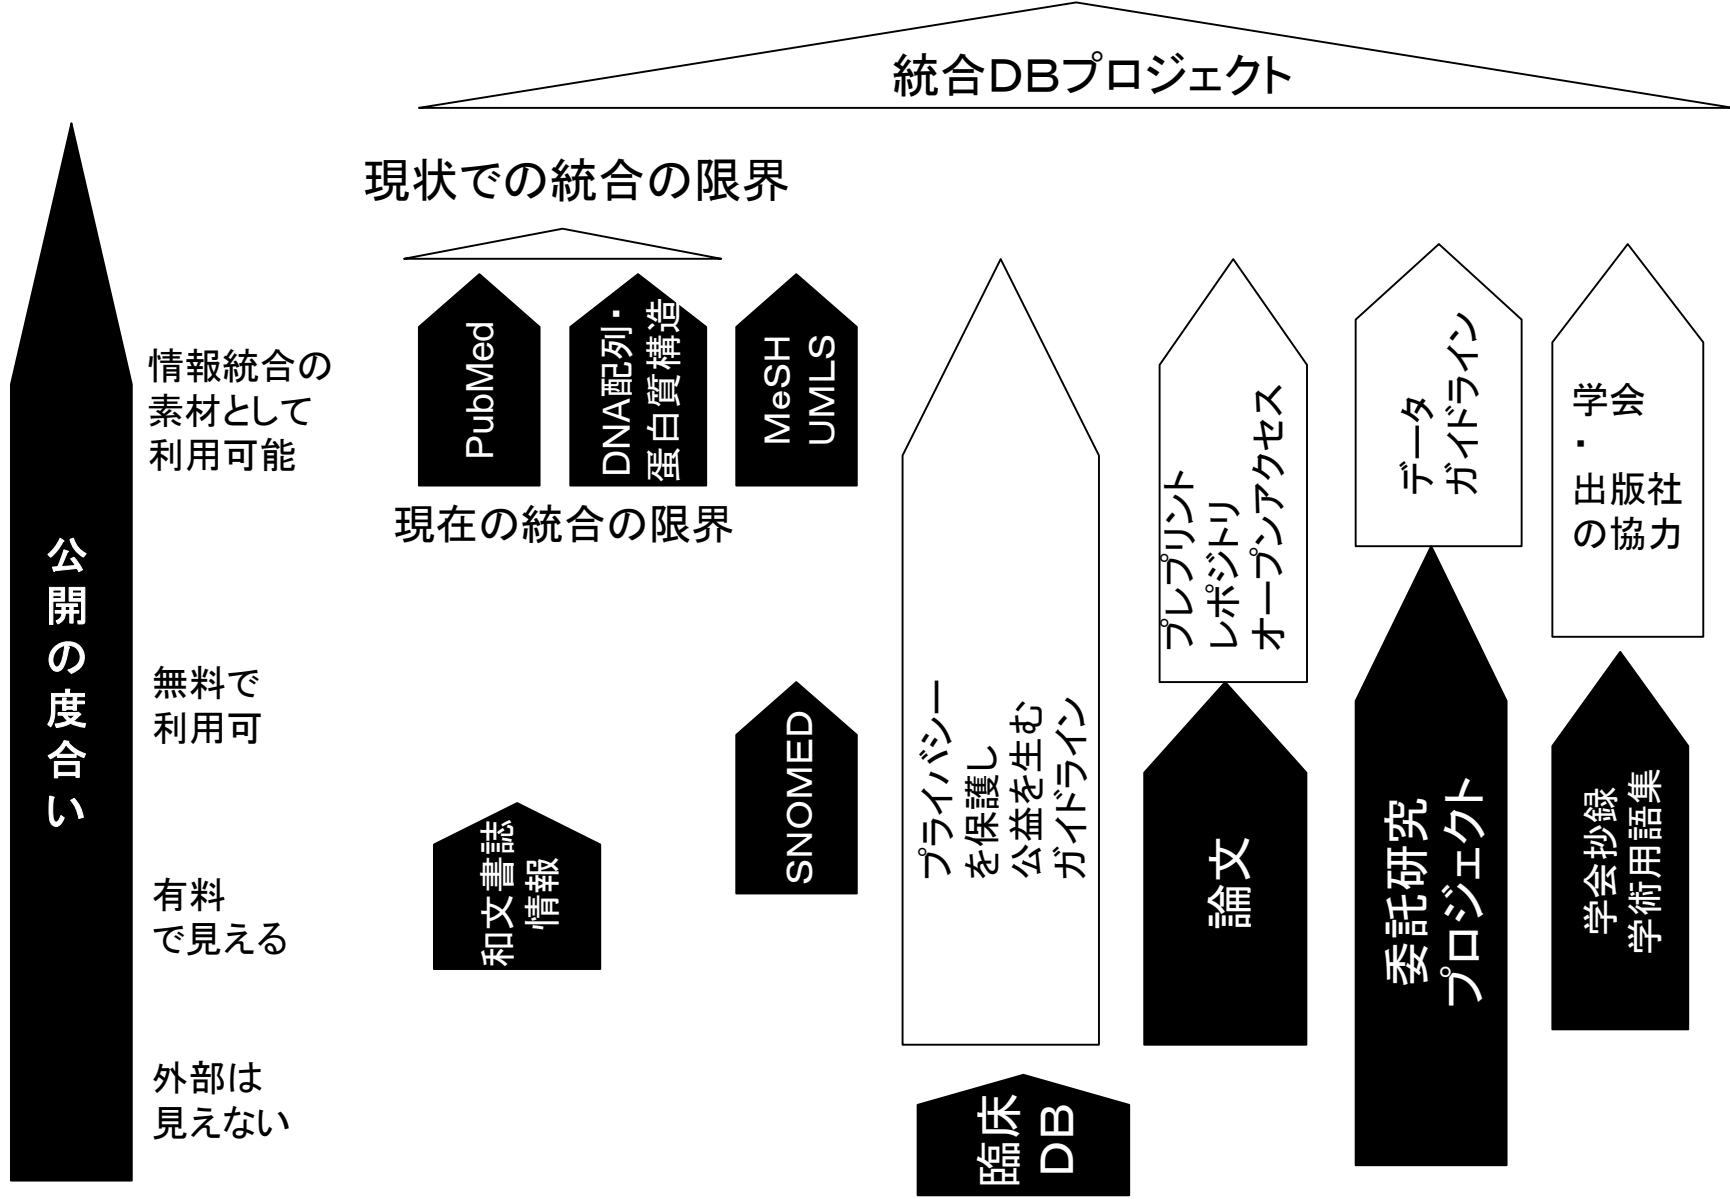 統合DBプロジェクト
現状での統合の限界
公開の度合い
情報統合の
素材として
利用可能
無料で
利用可
有料
で見える
外部は
見えない
PubMed
DNA配列・
蛋白質構造
MeSH
UMLS
現在の統合の限界
和文書誌
情報
SNOMED
プライバシー
を保護し
公益を生む
ガイドライン
臨床
DB
プレプリント
レポジトリ
オープンアクセス
論文
データ
ガイドライン
委託研究
プロジェクト
学会
・
出版社
の協力
学会抄録
学術用語集